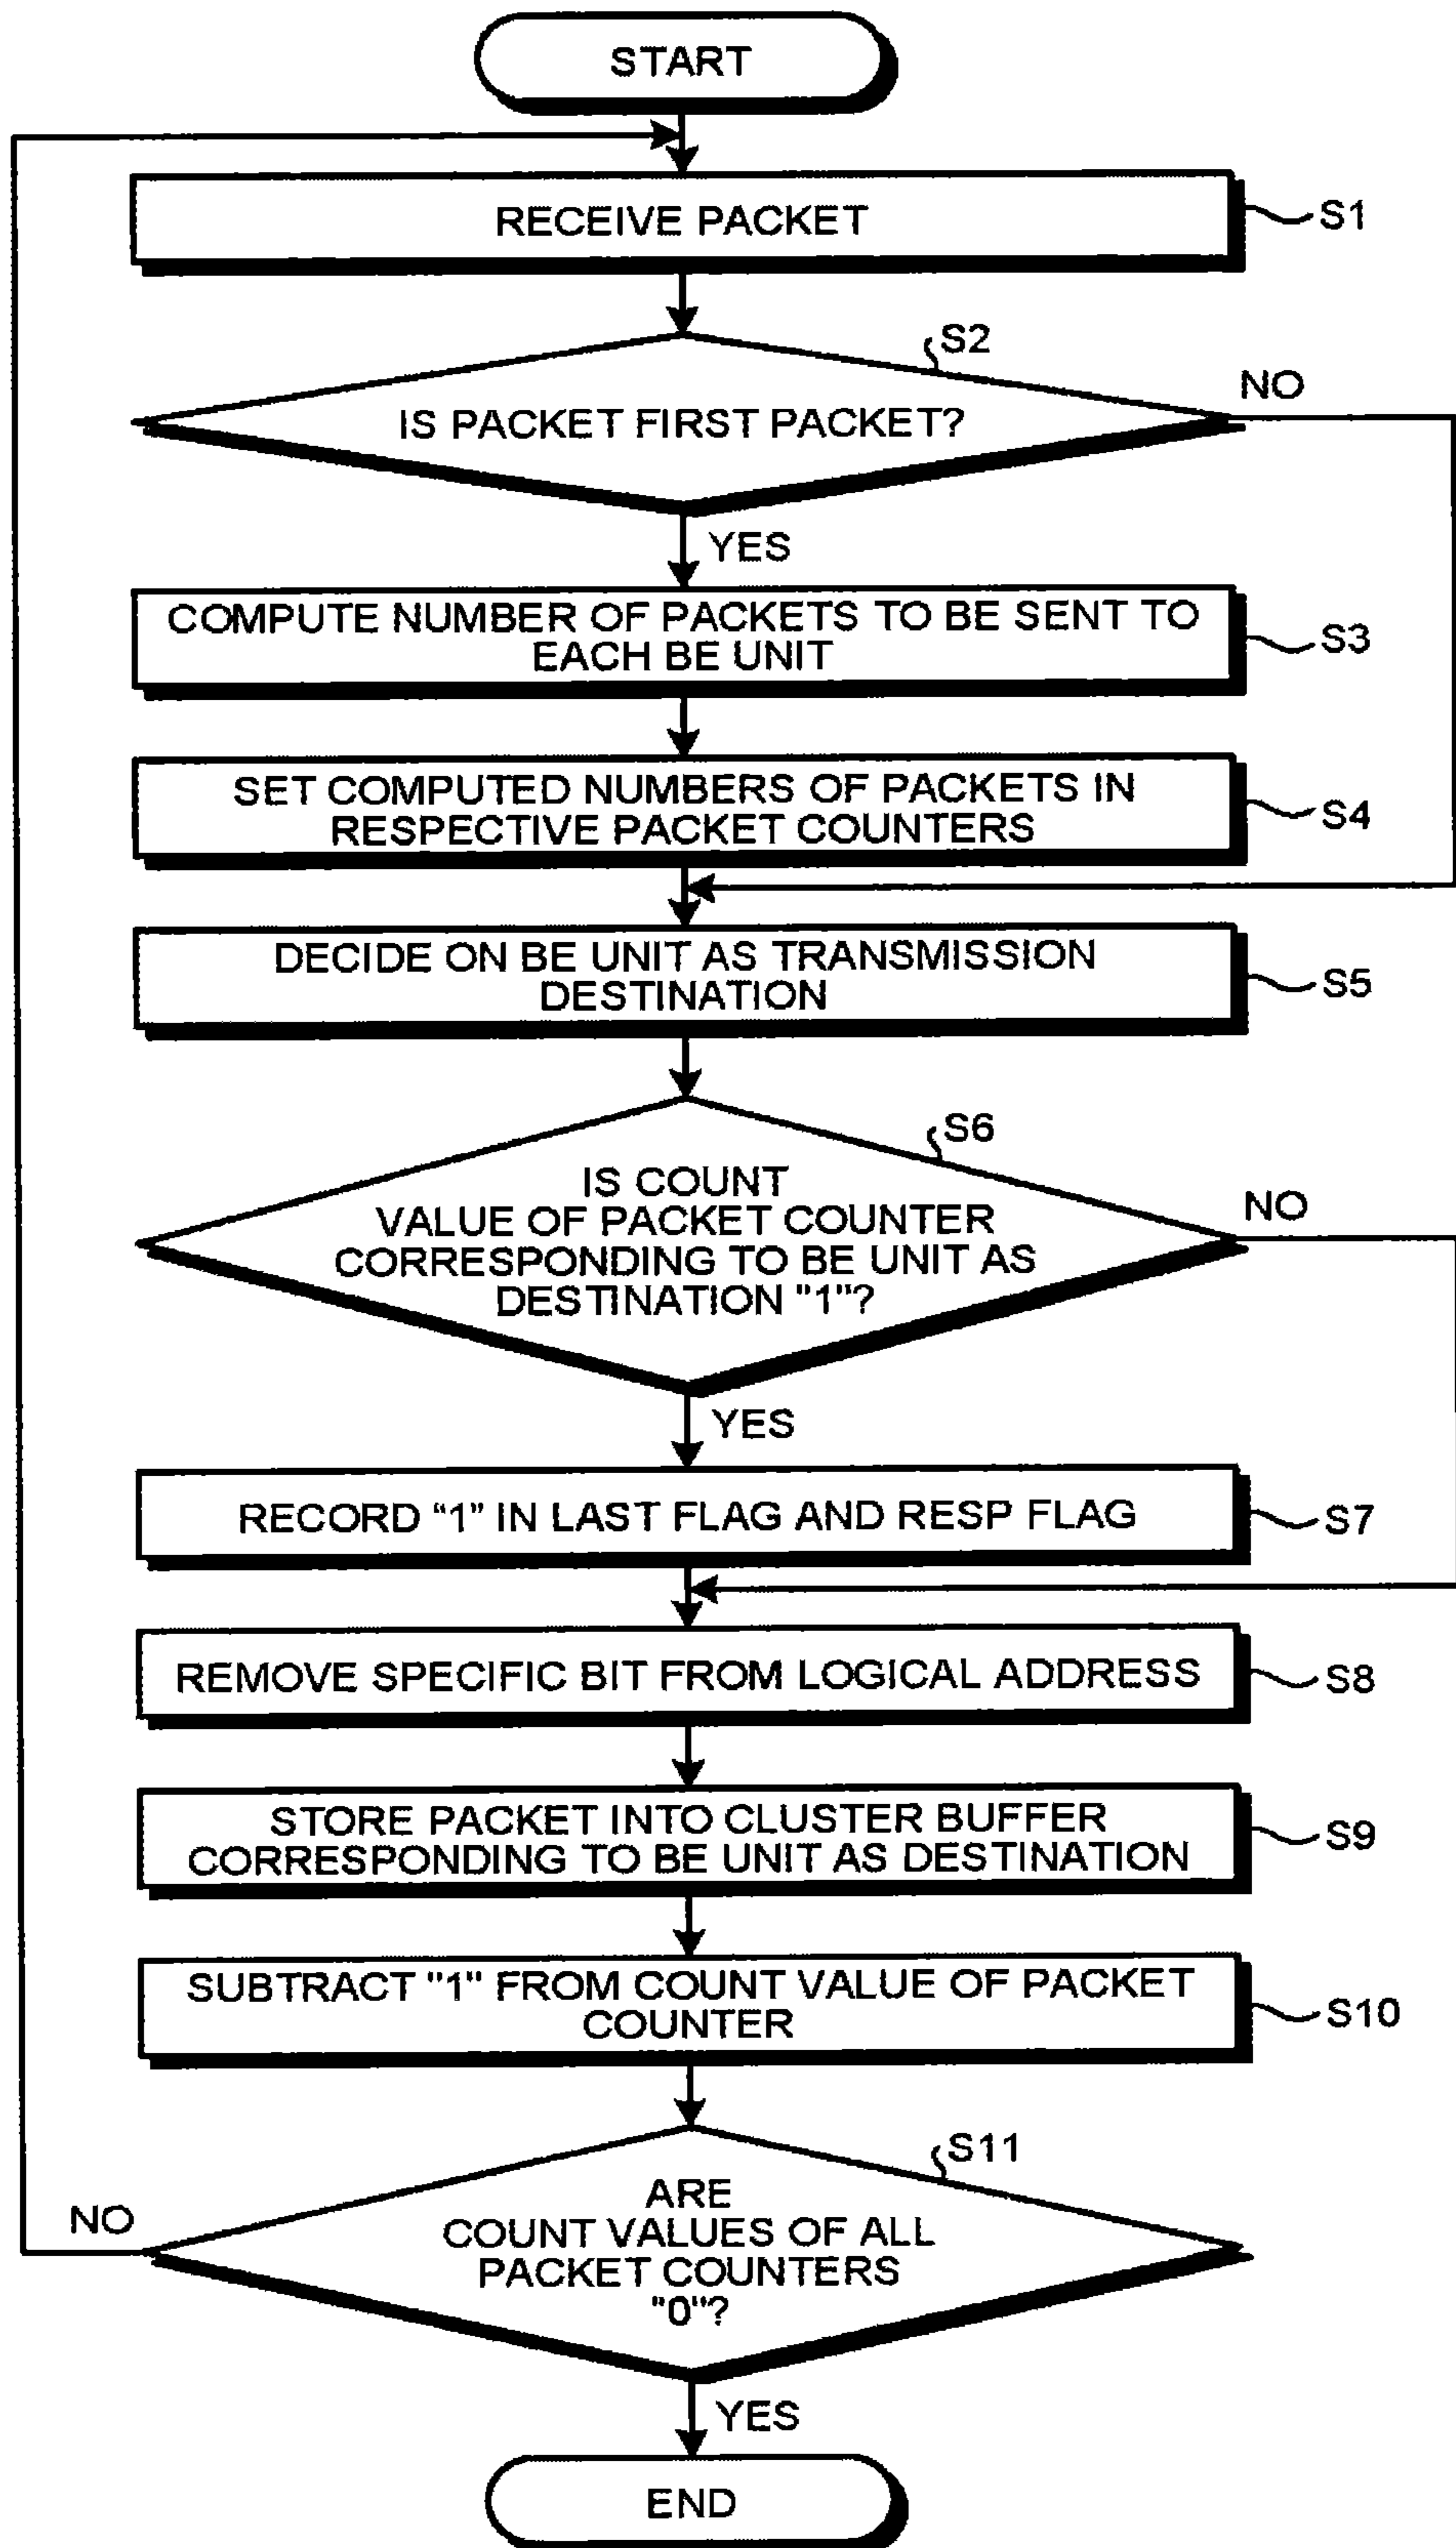 START
RECEIVE PACKET
S1
S2
IS PACKET FIRST PACKET?
NO
YES
COMPUTE NUMBER OF PACKETS TO BE SENT TO
EACH BE UNIT
S3
SET COMPUTED NUMBERS OF PACKETS IN
RESPECTIVE PACKET COUNTERS
S4
DECIDE ON BE UNIT AS TRANSMISSION
DESTINATION
S5
S6
IS COUNT
VALUE OF PACKET COUNTER
CORRESPONDING TO BE UNIT AS
DESTINATION "1"?
NO
YES
RECORD “1” IN LAST FLAG AND RESP FLAG
S7
REMOVE SPECIFIC BIT FROM LOGICAL ADDRESS
S8
STORE PACKET INTO CLUSTER BUFFER
CORRESPONDING TO BE UNIT AS DESTINATION
S9
SUBTRACT "1" FROM COUNT VALUE OF PACKET
COUNTER
S10
S11
ARE
COUNT VALUES OF ALL
PACKET COUNTERS
"0"?
NO
YES
END